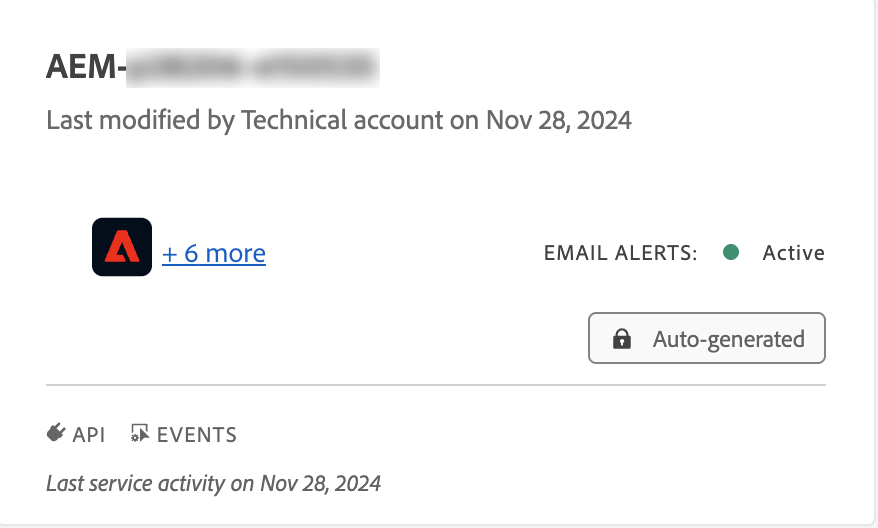 AEM-
Last modified by Technical account on Nov 28, 2024
+ 6 more
EMAIL ALERTS: Active
Auto-generated
API EVENTS
Last service activity on Nov 28, 2024